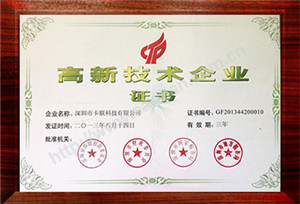 高新技术企业
证书
企业名称:深圳市卡联科技有限公司
证书编号:GF201344200010
发证时间:二〇一三年八月十四日
有效期:三年
批准机关: